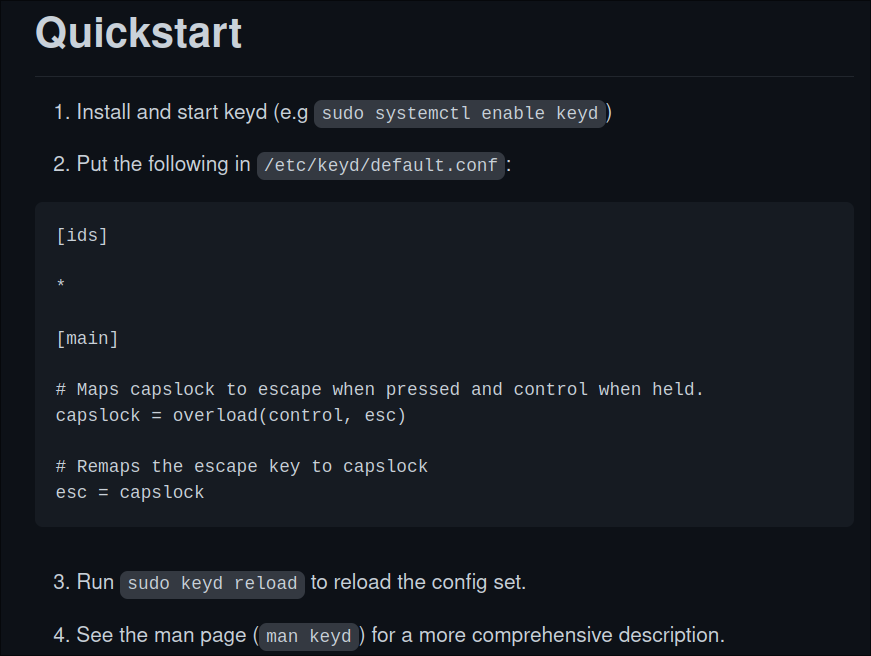 Quickstart
1. Install and start keyd (e.g sudo systemctl enable keyd)
2. Put the following in /etc/keyd/default.conf:
[ids]
*
[main]
# Maps capslock to escape when pressed and control when held.
capslock = overload(control, esc)
# Remaps the escape key to capslock
esc = capslock
3. Run sudo keyd reload to reload the config set.
4. See the man page (man keyd) for a more comprehensive description.